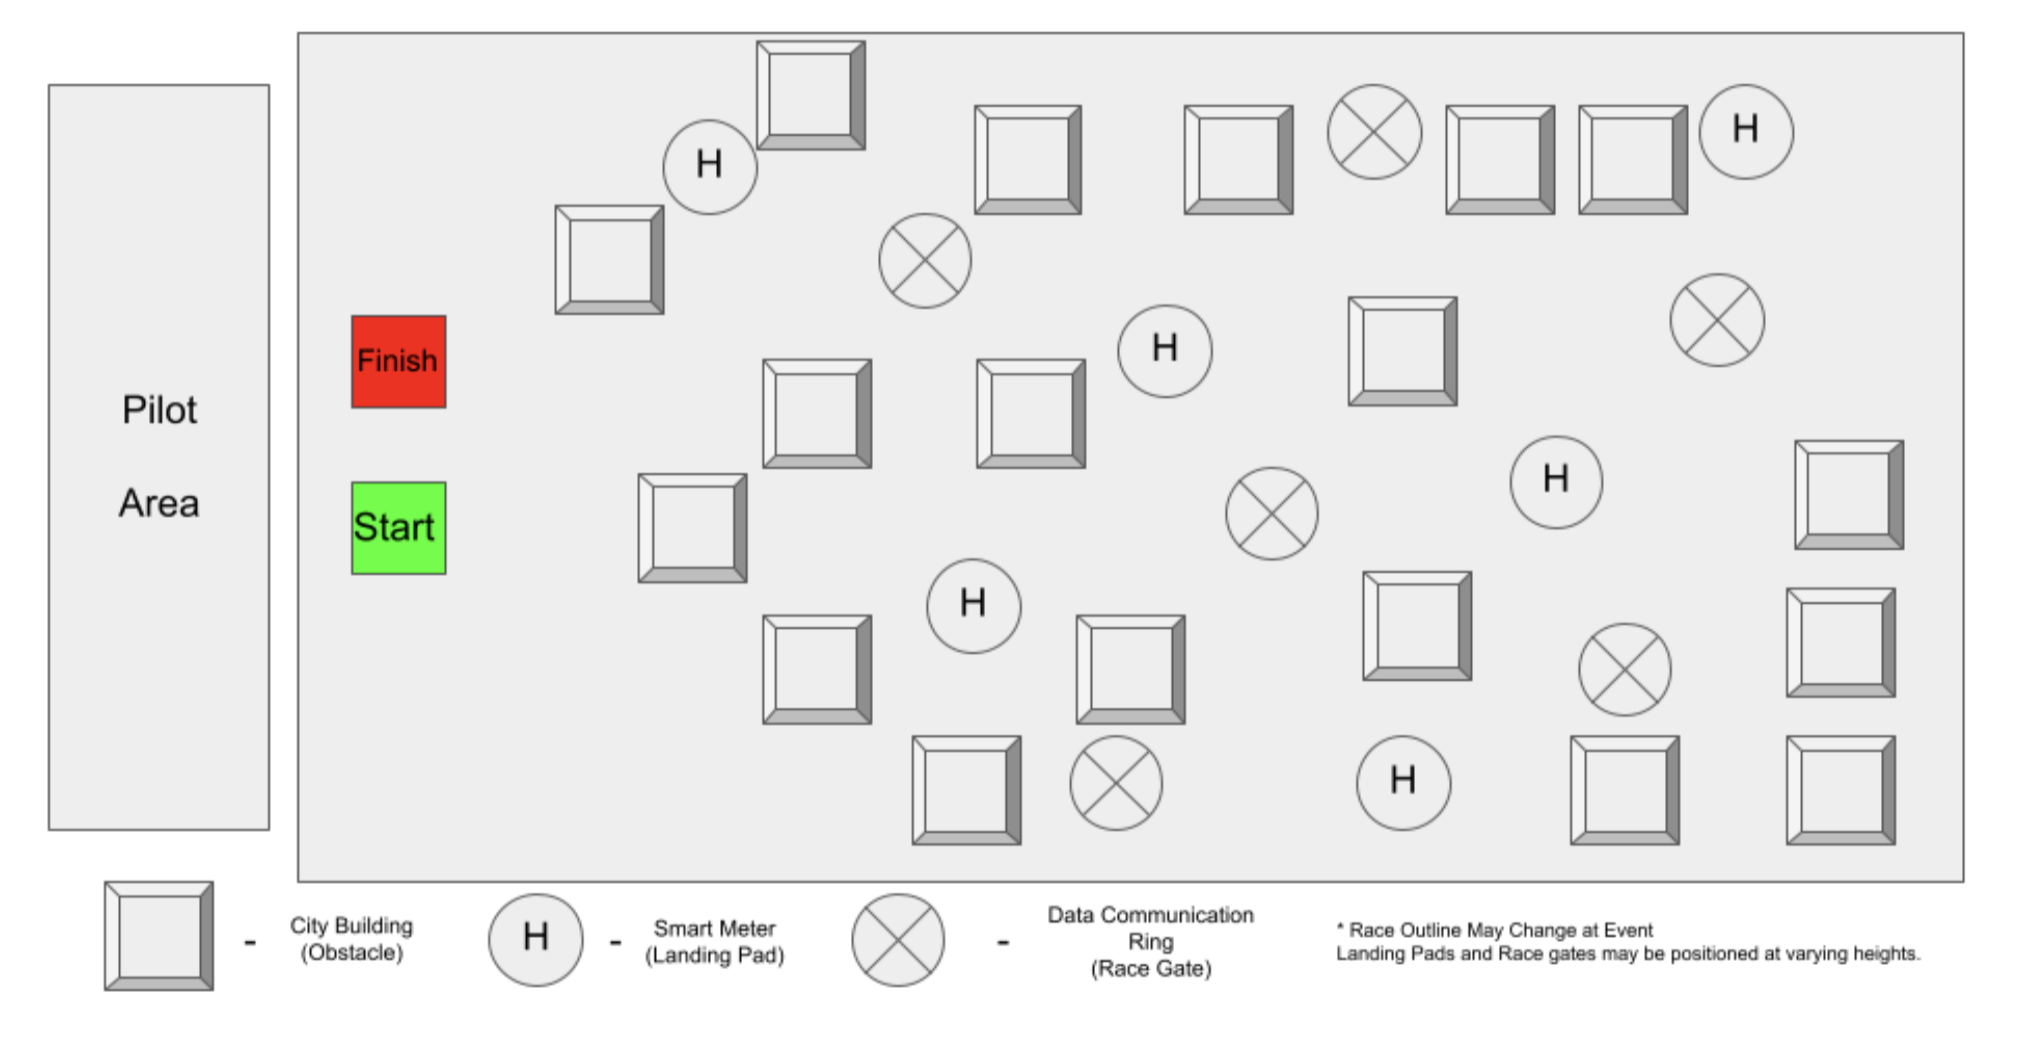 H
H
Finish
H
Pilot
Area
H
Start
H
H
-
City Building
(Obstacle)
H
-
Smart Meter
(Landing Pad)
-
Data Communication
Ring
(Race Gate)
* Race Outline May Change at Event
Landing Pads and Race gates may be positioned at varying heights.